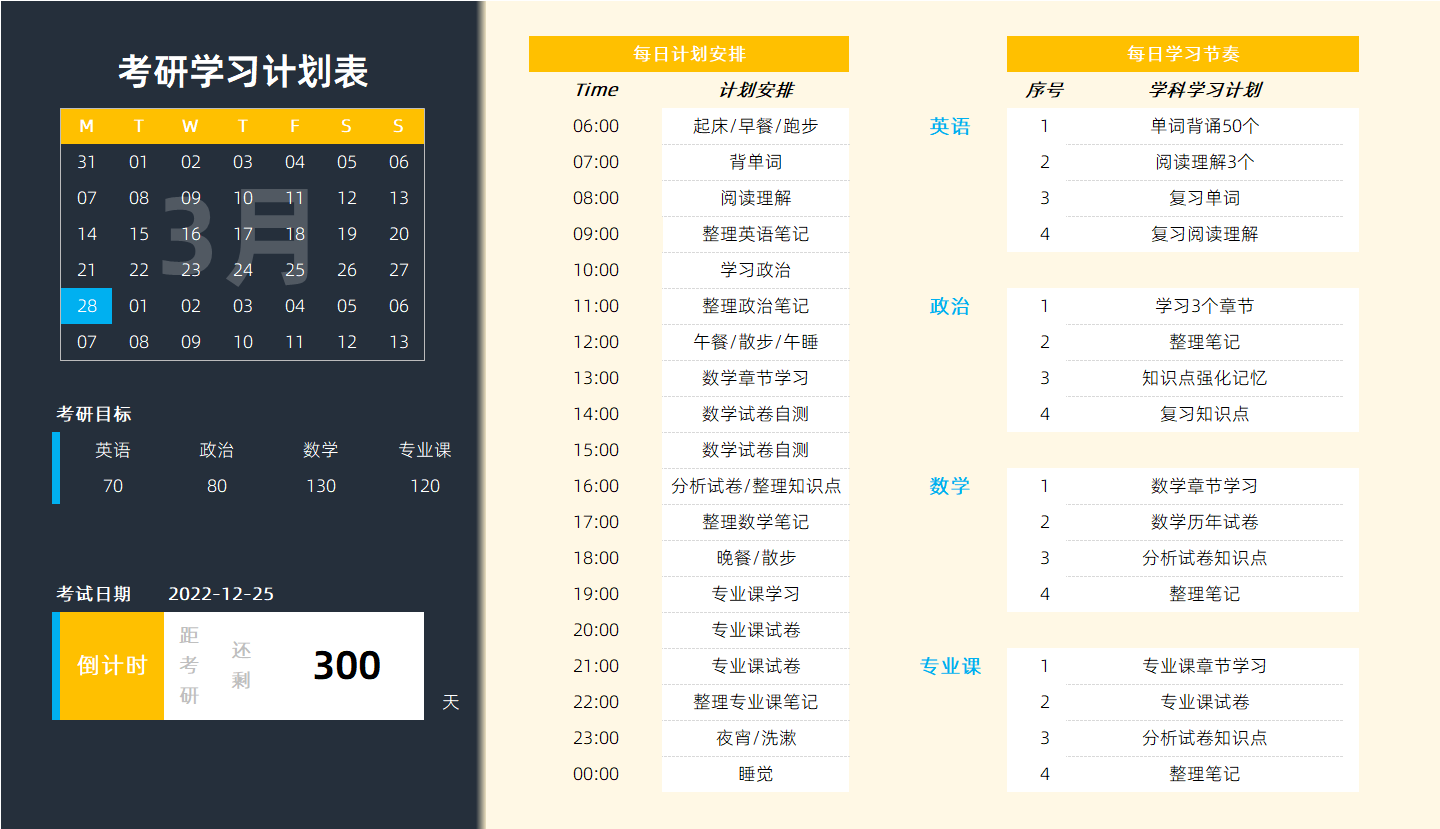 考研学习计划表
M T W T F S S
31 01 02 03 04 05 06
07 08 09 10 11 12 13
14 15 16 17 18 19 20
21 22 23 24 25 26 27
28 01 02 03 04 05 06
07 08 09 10 11 12 13
3月
考研目标
英语 政治 数学 专业课
70 80 130 120
考试日期 2022-12-25
倒计时
距考研
还剩
300
天
每日计划安排
Time 计划安排
06:00 起床/早餐/跑步
07:00 背单词
08:00 阅读理解
09:00 整理英语笔记
10:00 学习政治
11:00 整理政治笔记
12:00 午餐/散步/午睡
13:00 数学章节学习
14:00 数学试卷自测
15:00 数学试卷自测
16:00 分析试卷/整理知识点
17:00 整理数学笔记
18:00 晚餐/散步
19:00 专业课学习
20:00 专业课试卷
21:00 专业课试卷
22:00 整理专业课笔记
23:00 夜宵/洗漱
00:00 睡觉
每日学习节奏
序号 学科学习计划
英语 1 单词背诵50个
2 阅读理解3个
3 复习单词
4 复习阅读理解
政治 1 学习3个章节
2 整理笔记
3 知识点强化记忆
4 复习知识点
数学 1 数学章节学习
2 数学历年试卷
3 分析试卷知识点
4 整理笔记
专业课 1 专业课章节学习
2 专业课试卷
3 分析试卷知识点
4 整理笔记